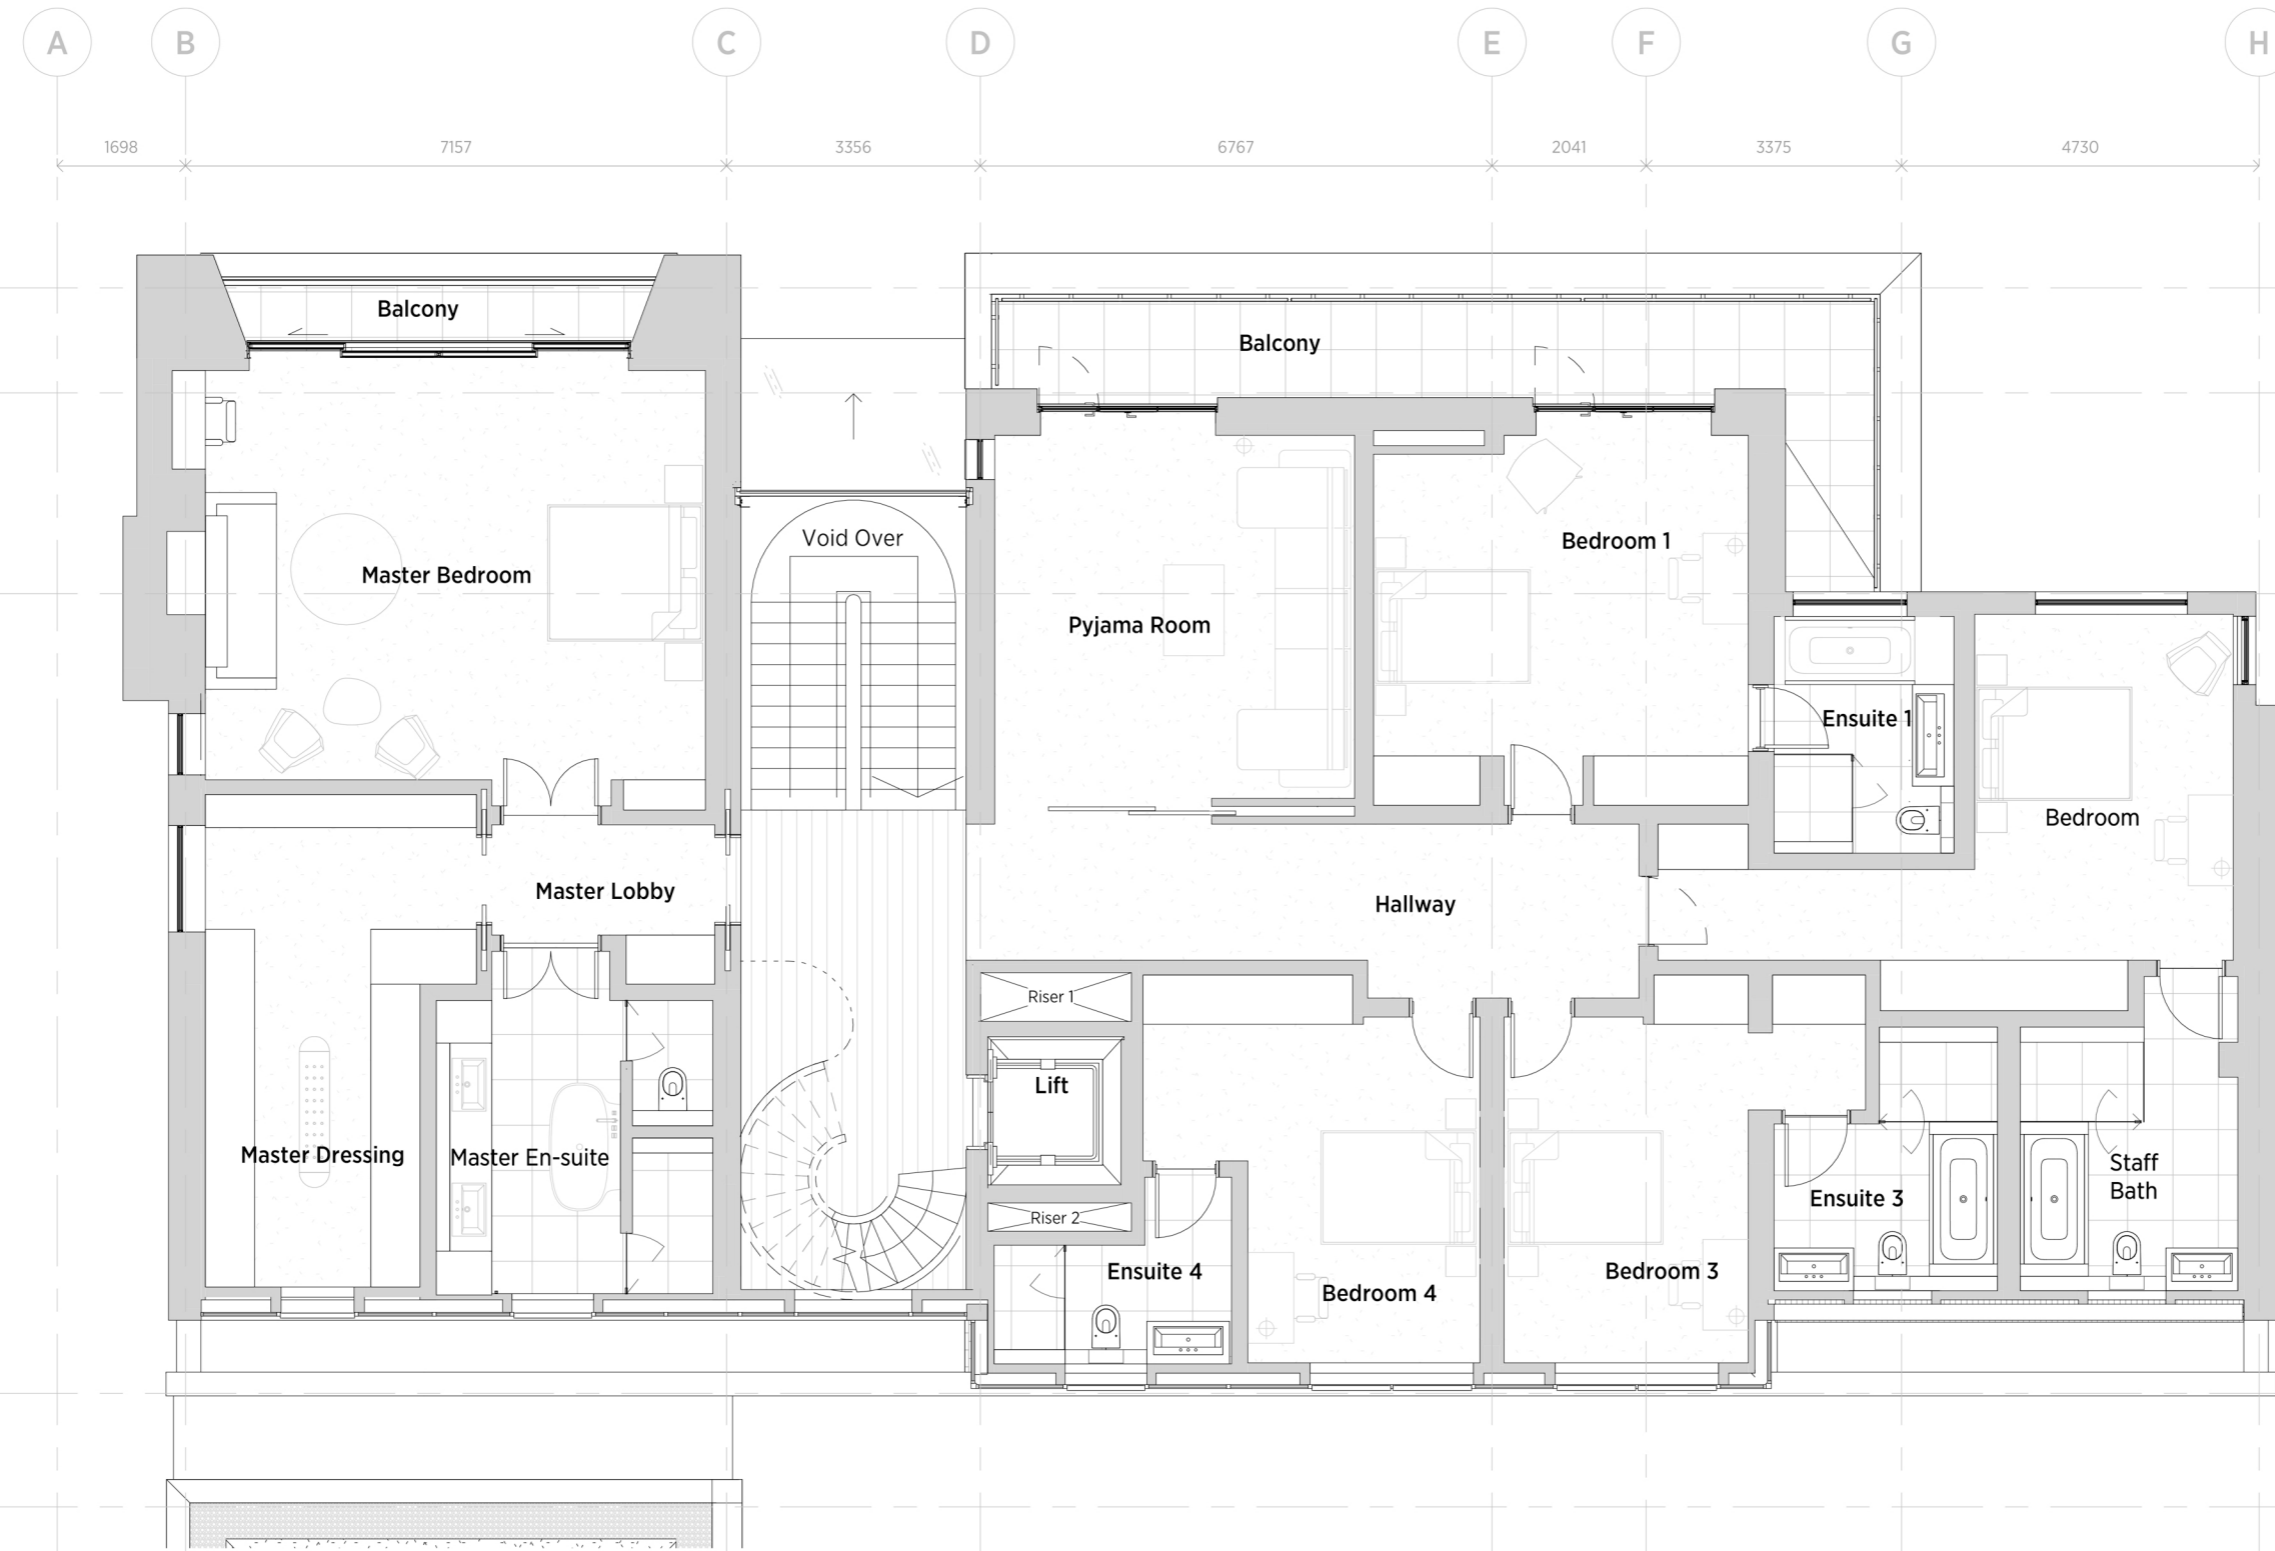 A
B
C
D
E
F
G
H
1698
7157
3356
6767
2041
3375
4730
Balcony
Balcony
Void Over
Master Bedroom
Pyjama Room
Bedroom 1
Ensuite 1
Bedroom
Master Lobby
Hallway
Riser 1
Lift
Master Dressing
Master En-suite
Riser 2
Ensuite 4
Bedroom 4
Bedroom 3
Ensuite 3
Staff
Bath